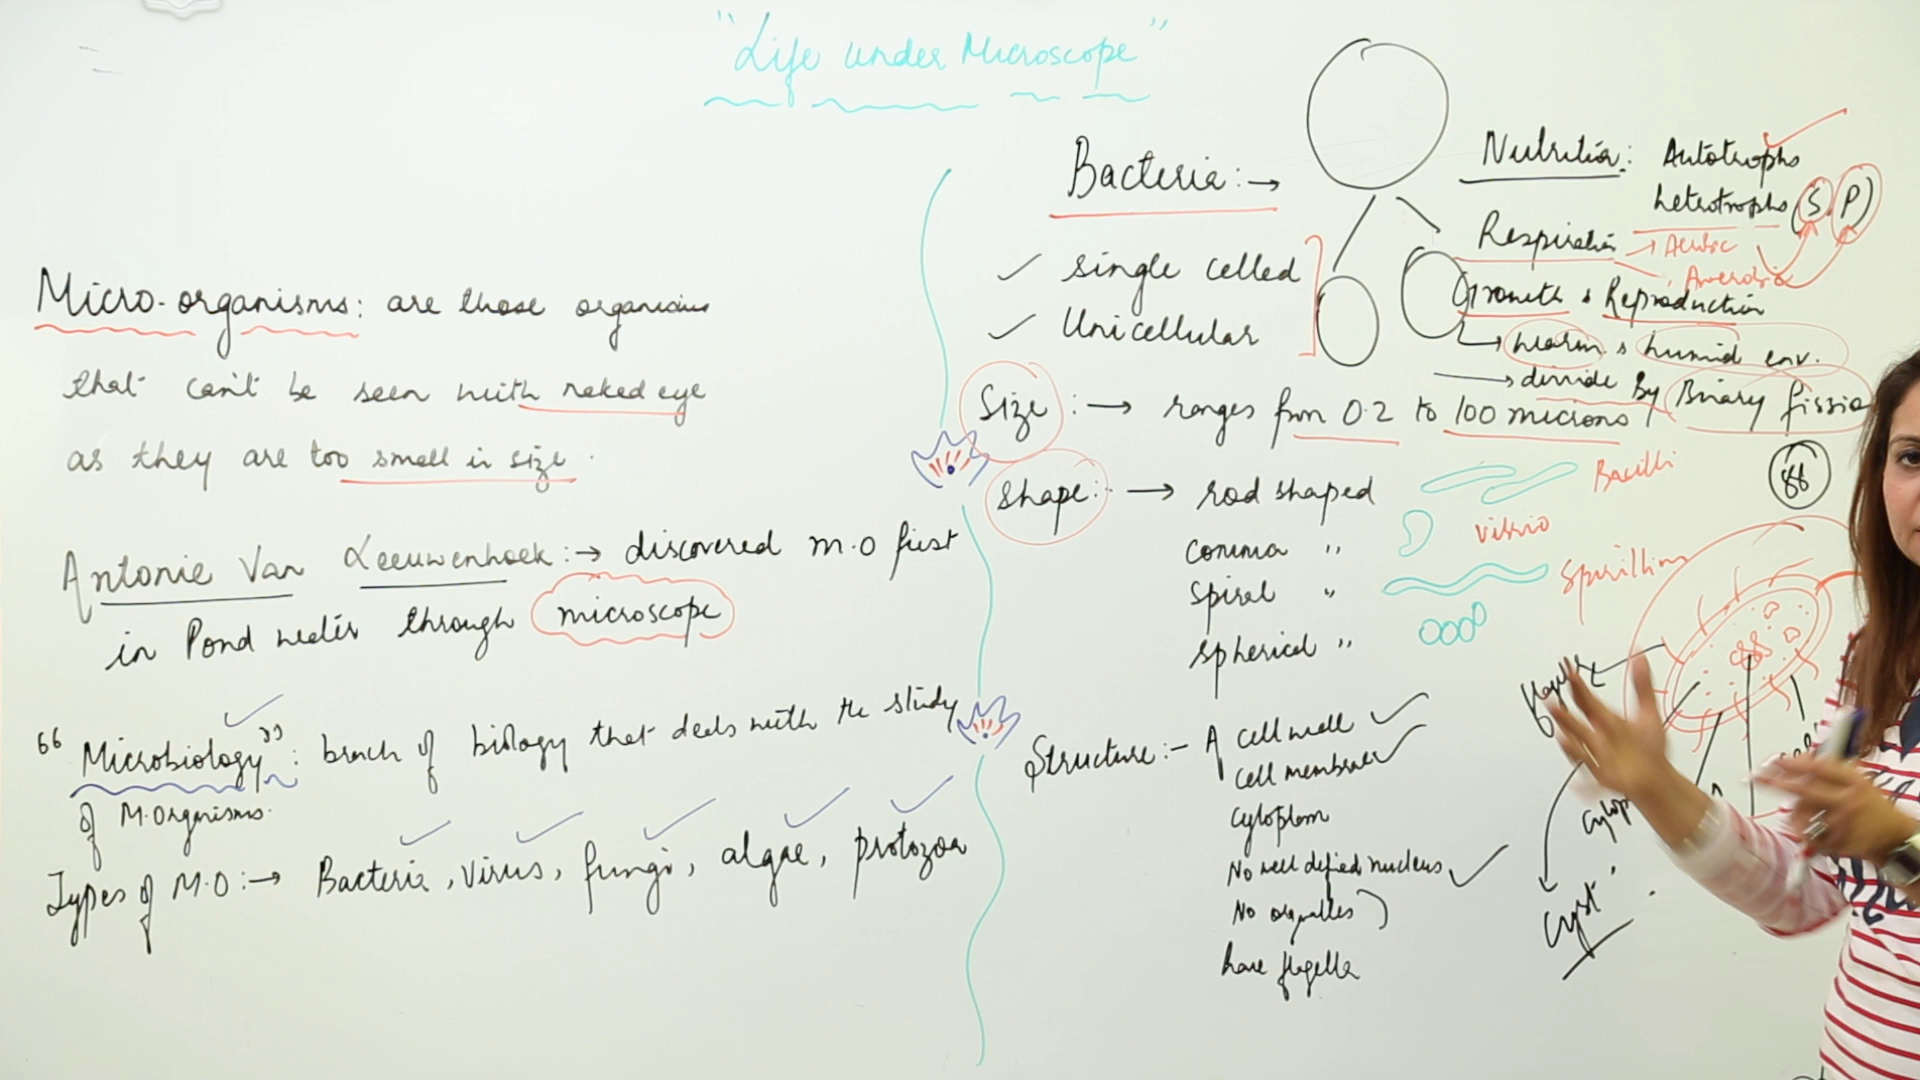 "Life under Microscope"
Micro-organisms: are those organisms
that can't be seen with naked eye
as they are too small in size.
Antonie Van Leeuwenhoek:→ discovered m.o first
in Pond water through microscope
"Microbiology": branch of biology that deals with the study
of M.Organisms.
Types of M.O:→ Bacteria, virus, fungi, algae, protozoa
Bacteria:→
✓ single celled
✓ Unicellular
Size:→ ranges from 0.2 to 100 microns
Shape:→ rod shaped Bacilli
comma " vibrio
spiral " Spirillum
spherical "
Structure:- A cell wall ✓
cell membrane ✓
cytoplasm
No well defined nucleus ✓
No organelles
have flagella
Nutrition: Autotrophs
heterotrophs (S P)
Respiration → Aerobic
Anaerobic
Growth & Reproduction
→ warm & humid env.
→ divide by Binary fission
cyst